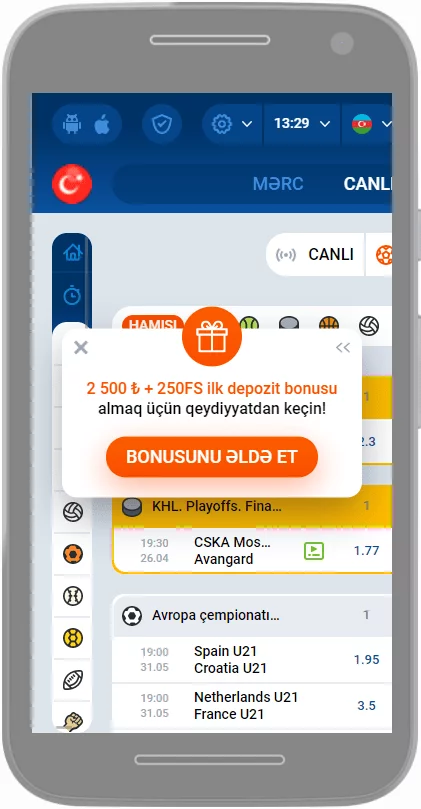 13:29
MƏRC CANLI
CANLI
HAMISI
2 500 ₺ + 250FS ilk depozit bonusu
almaq üçün qeydiyyatdan keçin!
1
2.3
BONUSUNU ƏLDƏ ET
KHL. Playoffs. Fina... 1
19:30 CSKA Mos...
26.04 Avangard
1.77
Avropa çempionatı... 1
19:00 Spain U21
31.05 Croatia U21
1.95
19:00 Netherlands U21
31.05 France U21
3.5